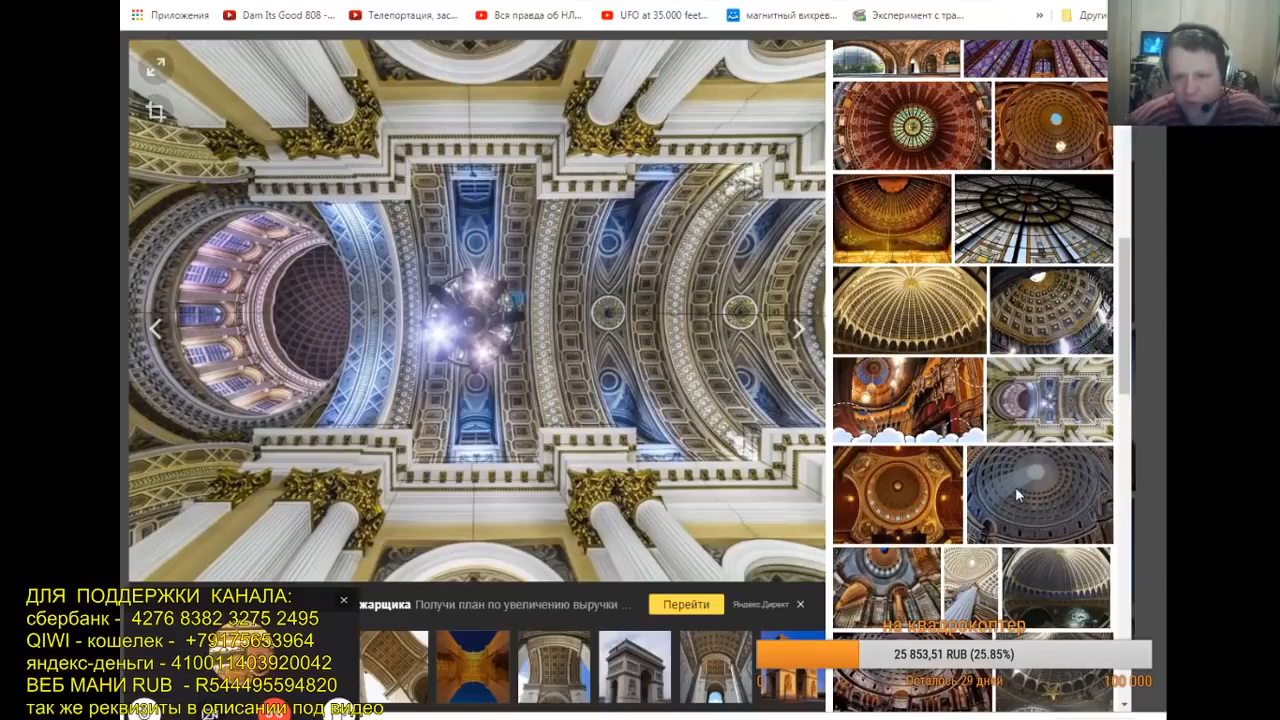 Приложения
Dam Its Good 808 -...
Телепортация, зас...
Вся правда об НЛ...
UFO at 35.000 feet...
магнитный вихрев...
Эксперимент с тра...
»
Други
жарщика Получи план по увеличению выручки ...
Перейти
Яндекс.Директ
ДЛЯ ПОДДЕРЖКИ КАНАЛА:
сбербанк - 4276 8382 3275 2495
QIWI - кошелек - +79175653964
яндекс-деньги - 410011403920042
ВЕБ МАНИ RUB - R544495594820
так же реквизиты в описании под видео
на квадрокоптер
25 853,51 RUB (25.85%)
0
Осталось 29 дней
100 000